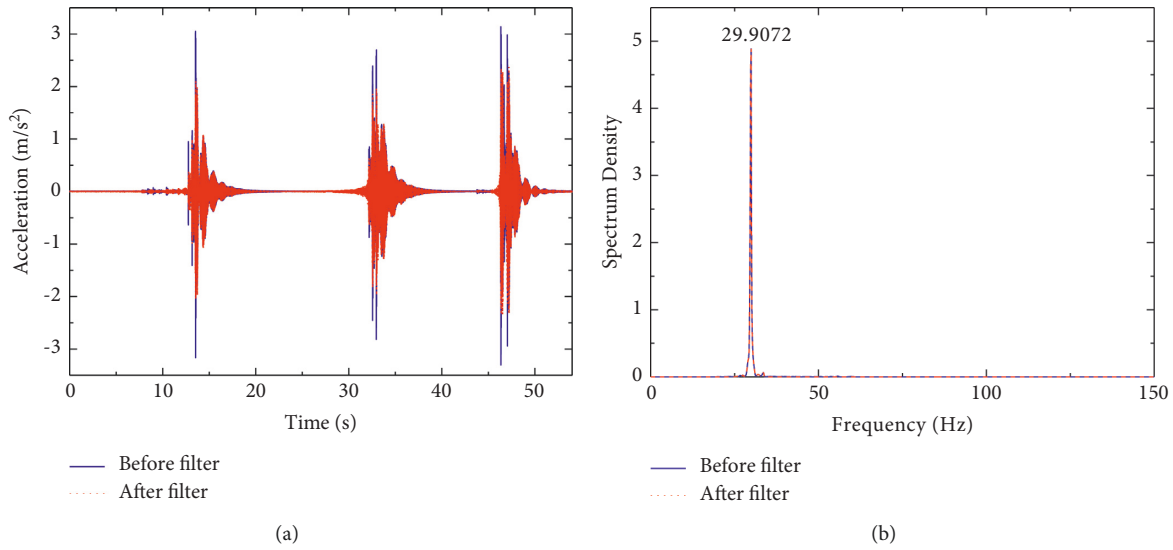 3
2
1
0
-1
-2
-3
Acceleration (m/s²)
0 10 20 30 40 50
Time (s)
Before filter
After filter
(a)
29.9072
5
4
3
2
1
0
Spectrum Density
0 50 100 150
Frequency (Hz)
Before filter
After filter
(b)